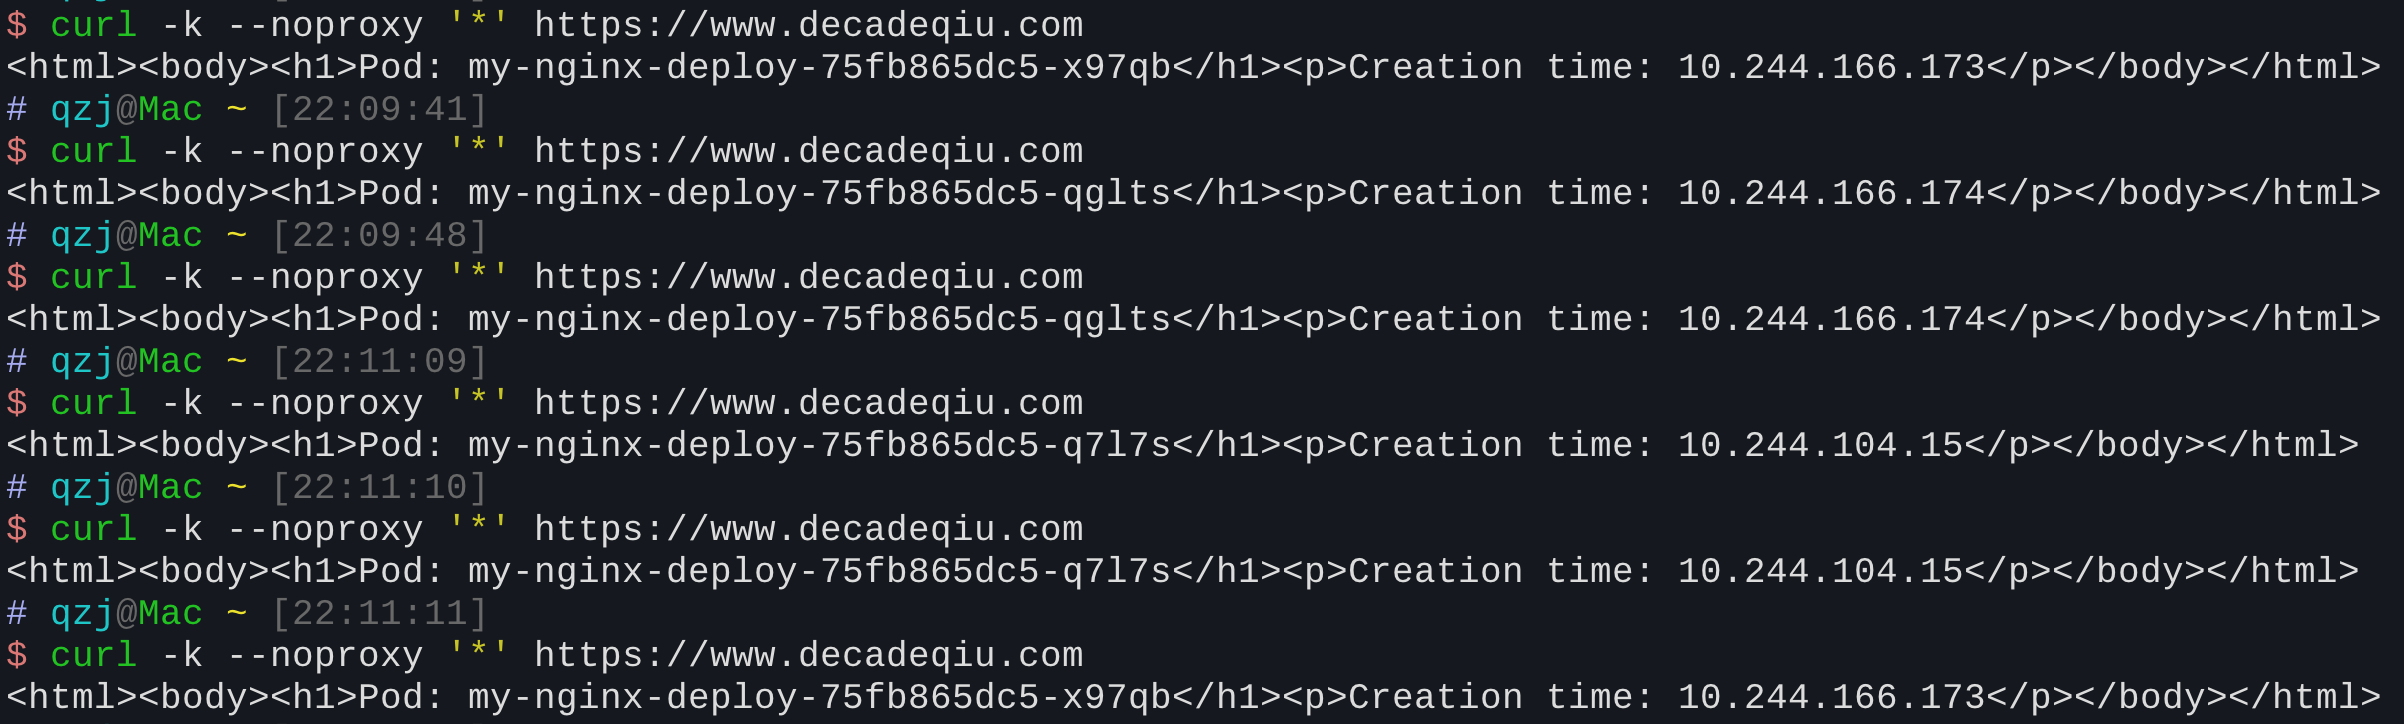 $ curl -k --noproxy '*' https://www.decadeqiu.com
<html><body><h1>Pod: my-nginx-deploy-75fb865dc5-x97qb</h1><p>Creation time: 10.244.166.173</p></body></html>
# qzj@Mac ~ [22:09:41]
$ curl -k --noproxy '*' https://www.decadeqiu.com
<html><body><h1>Pod: my-nginx-deploy-75fb865dc5-qglts</h1><p>Creation time: 10.244.166.174</p></body></html>
# qzj@Mac ~ [22:09:48]
$ curl -k --noproxy '*' https://www.decadeqiu.com
<html><body><h1>Pod: my-nginx-deploy-75fb865dc5-qglts</h1><p>Creation time: 10.244.166.174</p></body></html>
# qzj@Mac ~ [22:11:09]
$ curl -k --noproxy '*' https://www.decadeqiu.com
<html><body><h1>Pod: my-nginx-deploy-75fb865dc5-q7l7s</h1><p>Creation time: 10.244.104.15</p></body></html>
# qzj@Mac ~ [22:11:10]
$ curl -k --noproxy '*' https://www.decadeqiu.com
<html><body><h1>Pod: my-nginx-deploy-75fb865dc5-q7l7s</h1><p>Creation time: 10.244.104.15</p></body></html>
# qzj@Mac ~ [22:11:11]
$ curl -k --noproxy '*' https://www.decadeqiu.com
<html><body><h1>Pod: my-nginx-deploy-75fb865dc5-x97qb</h1><p>Creation time: 10.244.166.173</p></body></html>